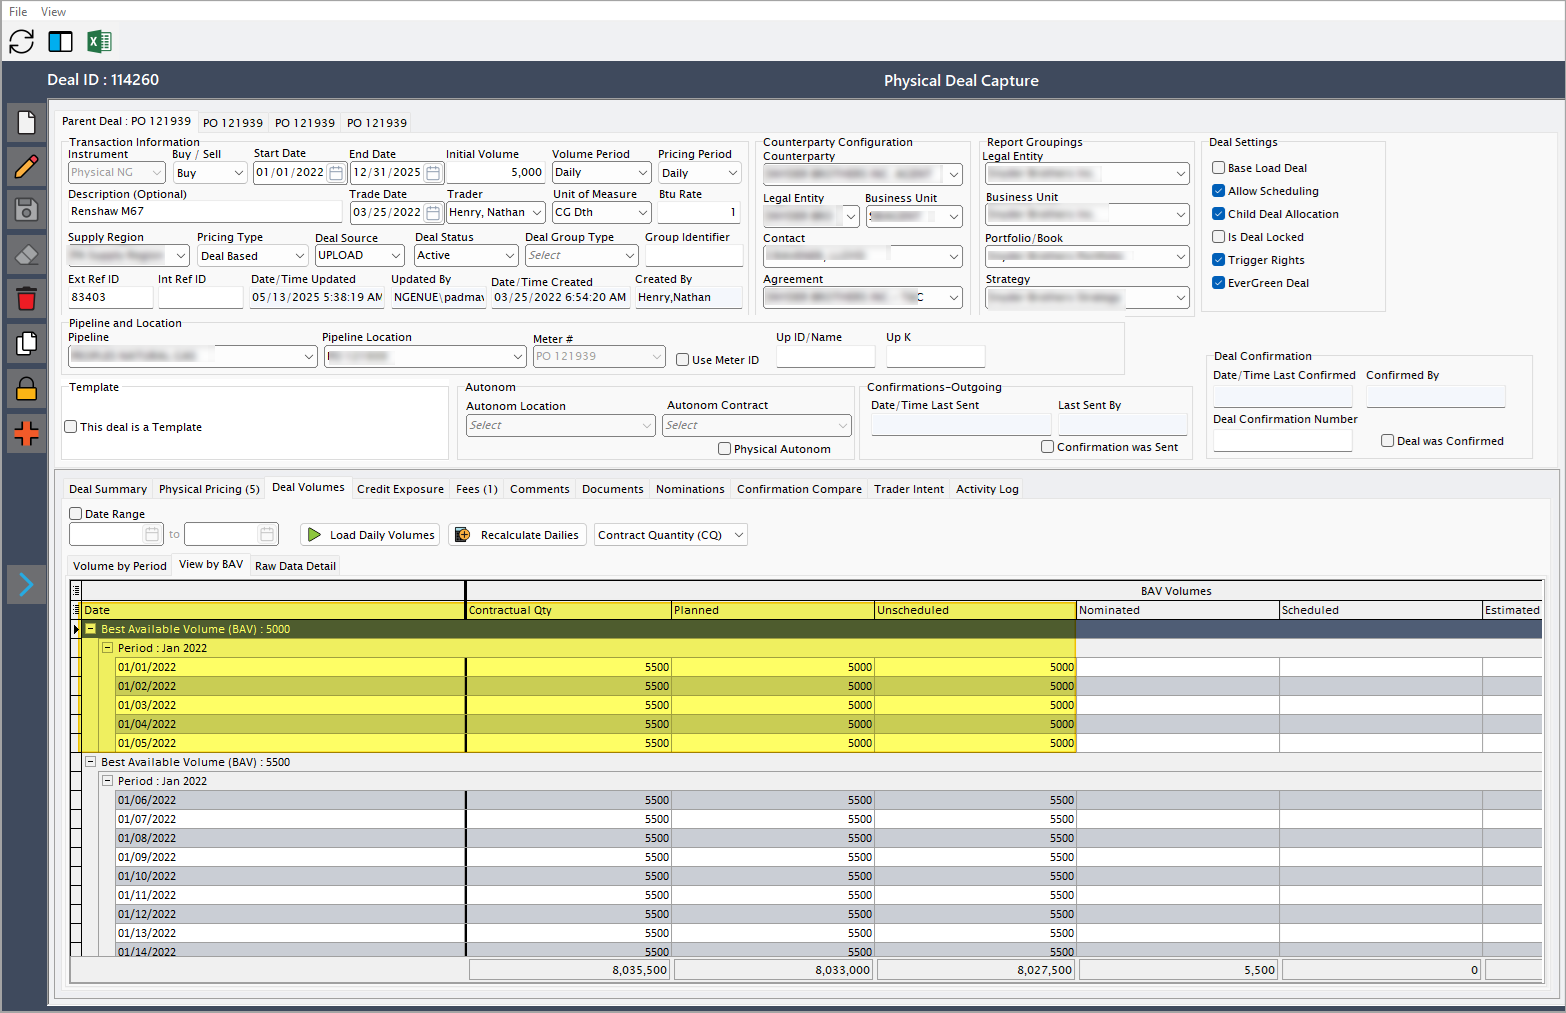 File View
Deal ID : 114260 Physical Deal Capture
Parent Deal : PO 121939 PO 121939 PO 121939 PO 121939
Transaction Information
Instrument Buy / Sell Start Date End Date Initial Volume Volume Period Pricing Period
Physical NG Buy 01/01/2022 12/31/2025 5,000 Daily Daily
Description (Optional) Trade Date Trader Unit of Measure Btu Rate
Renshaw M67 03/25/2022 Henry, Nathan CG Dth 1
Supply Region Pricing Type Deal Source Deal Status Deal Group Type Group Identifier
Deal Based UPLOAD Active Select
Ext Ref ID Int Ref ID Date/Time Updated Updated By Date/Time Created Created By
83403 05/13/2025 5:38:19 AM NGENUE\padmav 03/25/2022 6:54:20 AM Henry,Nathan
Counterparty Configuration
Counterparty
Legal Entity Business Unit
Contact
Agreement
Report Groupings
Legal Entity
Business Unit
Portfolio/Book
Strategy
Deal Settings
Base Load Deal
Allow Scheduling
Child Deal Allocation
Is Deal Locked
Trigger Rights
EverGreen Deal
Pipeline and Location
Pipeline Pipeline Location Meter # Up ID/Name Up K
PO 121939 Use Meter ID
Template
This deal is a Template
Autonom
Autonom Location Autonom Contract
Select Select
Physical Autonom
Confirmations-Outgoing
Date/Time Last Sent Last Sent By
Confirmation was Sent
Deal Confirmation
Date/Time Last Confirmed Confirmed By
Deal Confirmation Number
Deal was Confirmed
Deal Summary Physical Pricing (5) Deal Volumes Credit Exposure Fees (1) Comments Documents Nominations Confirmation Compare Trader Intent Activity Log
Date Range
to Load Daily Volumes Recalculate Dailies Contract Quantity (CQ)
Volume by Period View by BAV Raw Data Detail
BAV Volumes
Date Contractual Qty Planned Unscheduled Nominated Scheduled Estimated
Best Available Volume (BAV) : 5000
Period : Jan 2022
01/01/2022 5500 5000 5000
01/02/2022 5500 5000 5000
01/03/2022 5500 5000 5000
01/04/2022 5500 5000 5000
01/05/2022 5500 5000 5000
Best Available Volume (BAV) : 5500
Period : Jan 2022
01/06/2022 5500 5500 5500
01/07/2022 5500 5500 5500
01/08/2022 5500 5500 5500
01/09/2022 5500 5500 5500
01/10/2022 5500 5500 5500
01/11/2022 5500 5500 5500
01/12/2022 5500 5500 5500
01/13/2022 5500 5500 5500
01/14/2022 5500 5500 5500
8,035,500 8,033,000 8,027,500 5,500 0